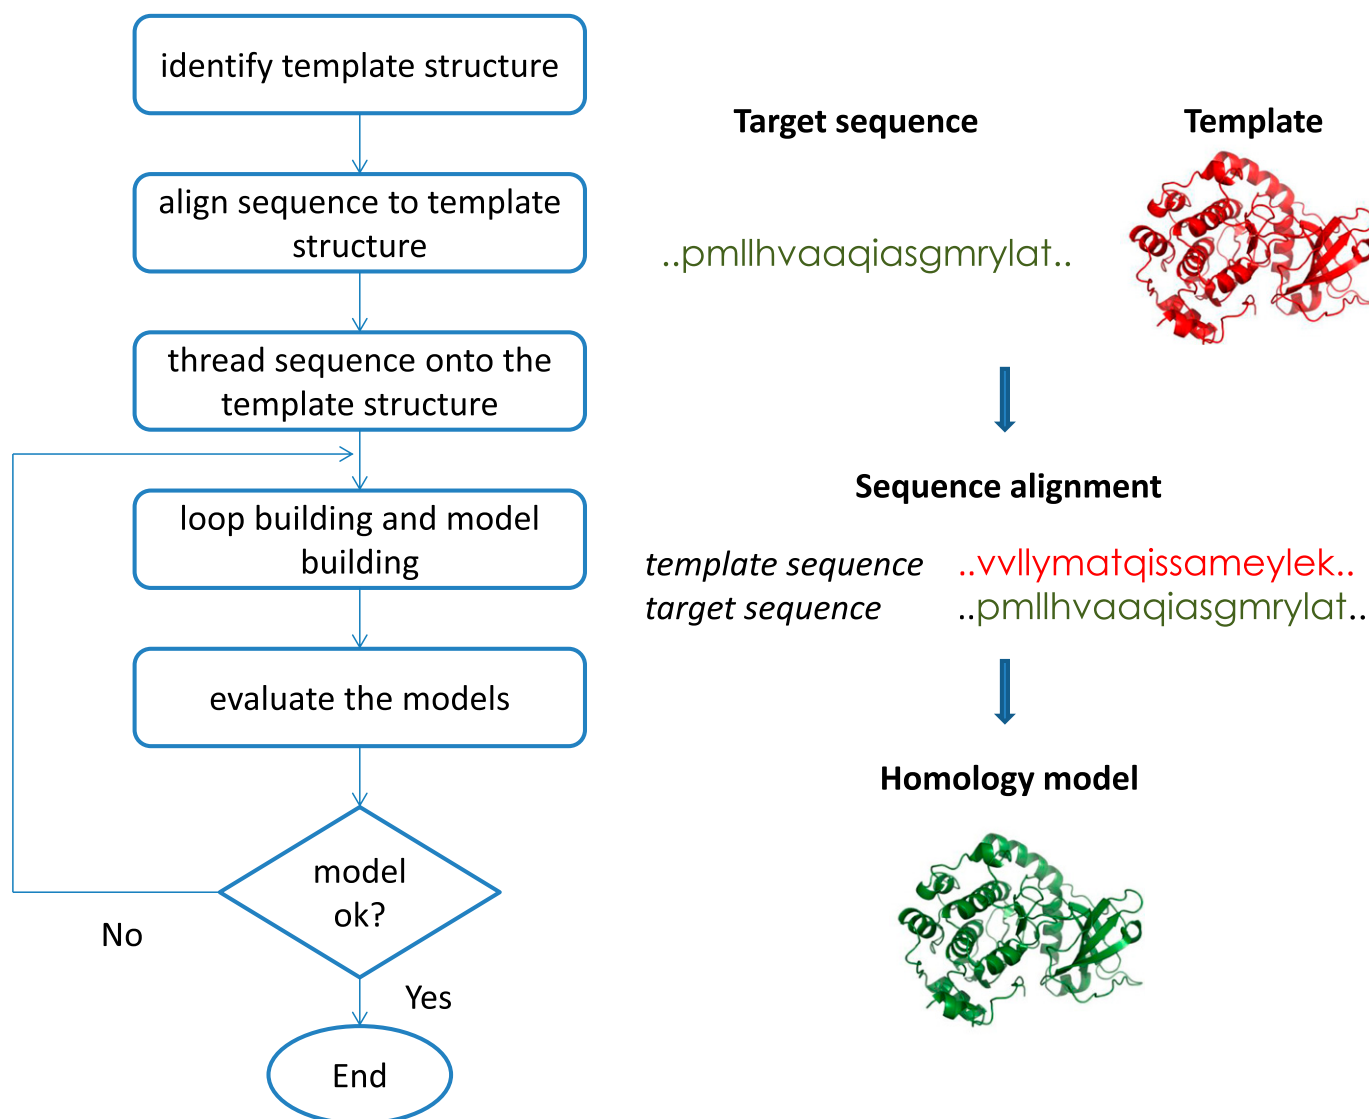 identify template structure
align sequence to template
structure
thread sequence onto the
template structure
loop building and model
building
evaluate the models
model
ok?
No
Yes
End
Target sequence
Template
..pmllhvaaqiasgmrylat..
Sequence alignment
template sequence ..vvllymatqissameylek..
target sequence ..pmllhvaaqiasgmrylat..
Homology model